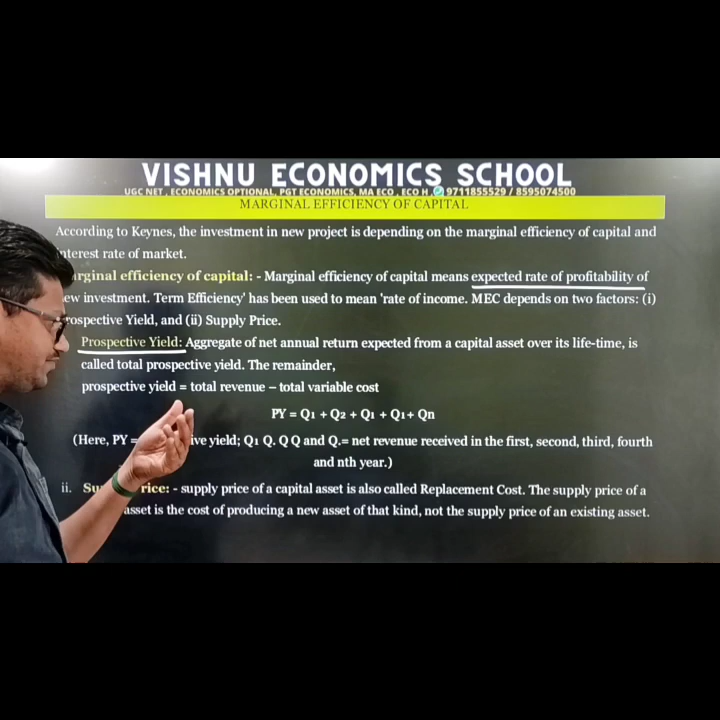 VISHNU ECONOMICS SCHOOL
UGC NET , ECONOMICS OPTIONAL, PGT ECONOMICS, MA ECO , ECO H , 9711855529 / 8595074500
MARGINAL EFFICIENCY OF CAPITAL
According to Keynes, the investment in new project is depending on the marginal efficiency of capital and
nterest rate of market.
rginal efficiency of capital: - Marginal efficiency of capital means expected rate of profitability of
ew investment. Term Efficiency' has been used to mean 'rate of income. MEC depends on two factors: (i)
rospective Yield, and (ii) Supply Price.
Prospective Yield: Aggregate of net annual return expected from a capital asset over its life-time, is
called total prospective yield. The remainder,
prospective yield = total revenue – total variable cost
PY = Q1 + Q2 + Q1 + Q1+ Qn
(Here, PY = ive yield; Q1 Q. Q Q and Q.= net revenue received in the first, second, third, fourth
and nth year.)
ii. Su rice: - supply price of a capital asset is also called Replacement Cost. The supply price of a
asset is the cost of producing a new asset of that kind, not the supply price of an existing asset.